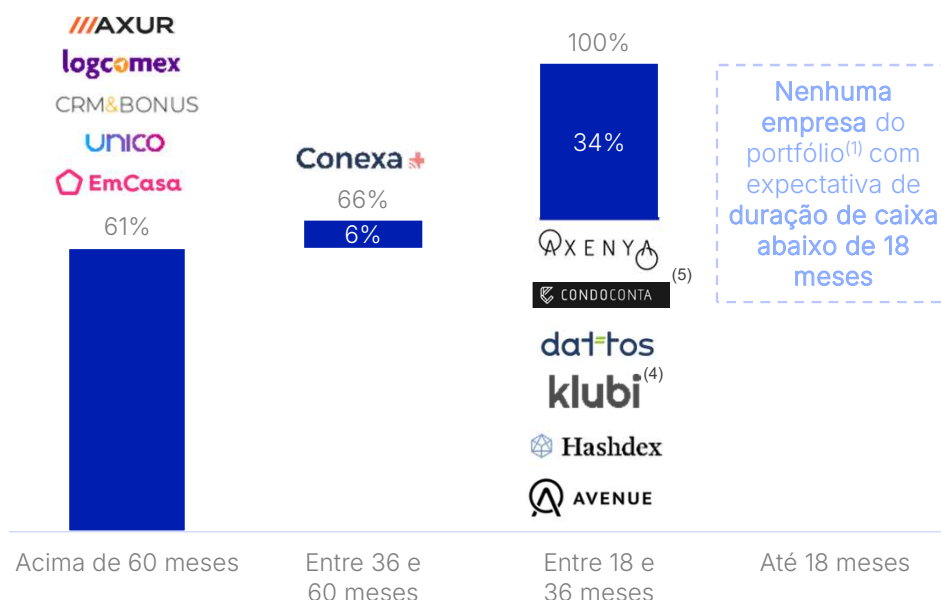 ///AXUR
logcomex
CRM&BONUS
unico
EmCasa
61%
Conexa
66%
6%
100%
34%
AXENYA
CONDOCONTA (5)
dattos
klubi (4)
Hashdex
AVENUE
Nenhuma
empresa do
portfólio(1) com
expectativa de
duração de caixa
abaixo de 18
meses
Acima de 60 meses
Entre 36 e
60 meses
Entre 18 e
36 meses
Até 18 meses